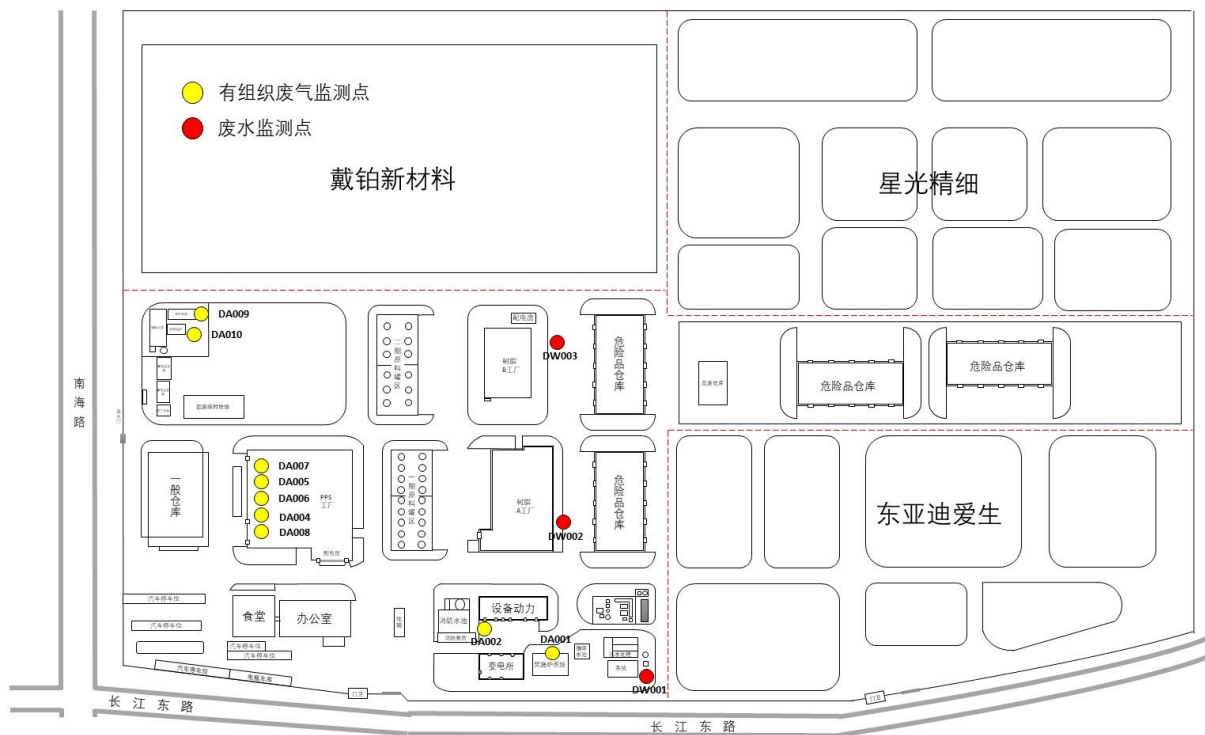 有组织废气监测点
废水监测点
戴铂新材料
星光精细
DA009
DA010
二期原料罐区
配电房
树脂
B工厂
DW003
危险品仓库
危废仓库
危险品仓库
危险品仓库
南海路
一般仓库
DA007
DA005
DA006
DA004
DA008
PPS
工厂
配电房
一期原料罐区
树脂
A工厂
DW002
危险品仓库
东亚迪爱生
汽车停车位
汽车停车位
汽车停车位
汽车停车位
汽车停车位
食堂
办公室
消防水池
设备动力
DA002
DA001
变电所
焚烧炉系统
DW001
门卫
门卫
长江东路
长江东路